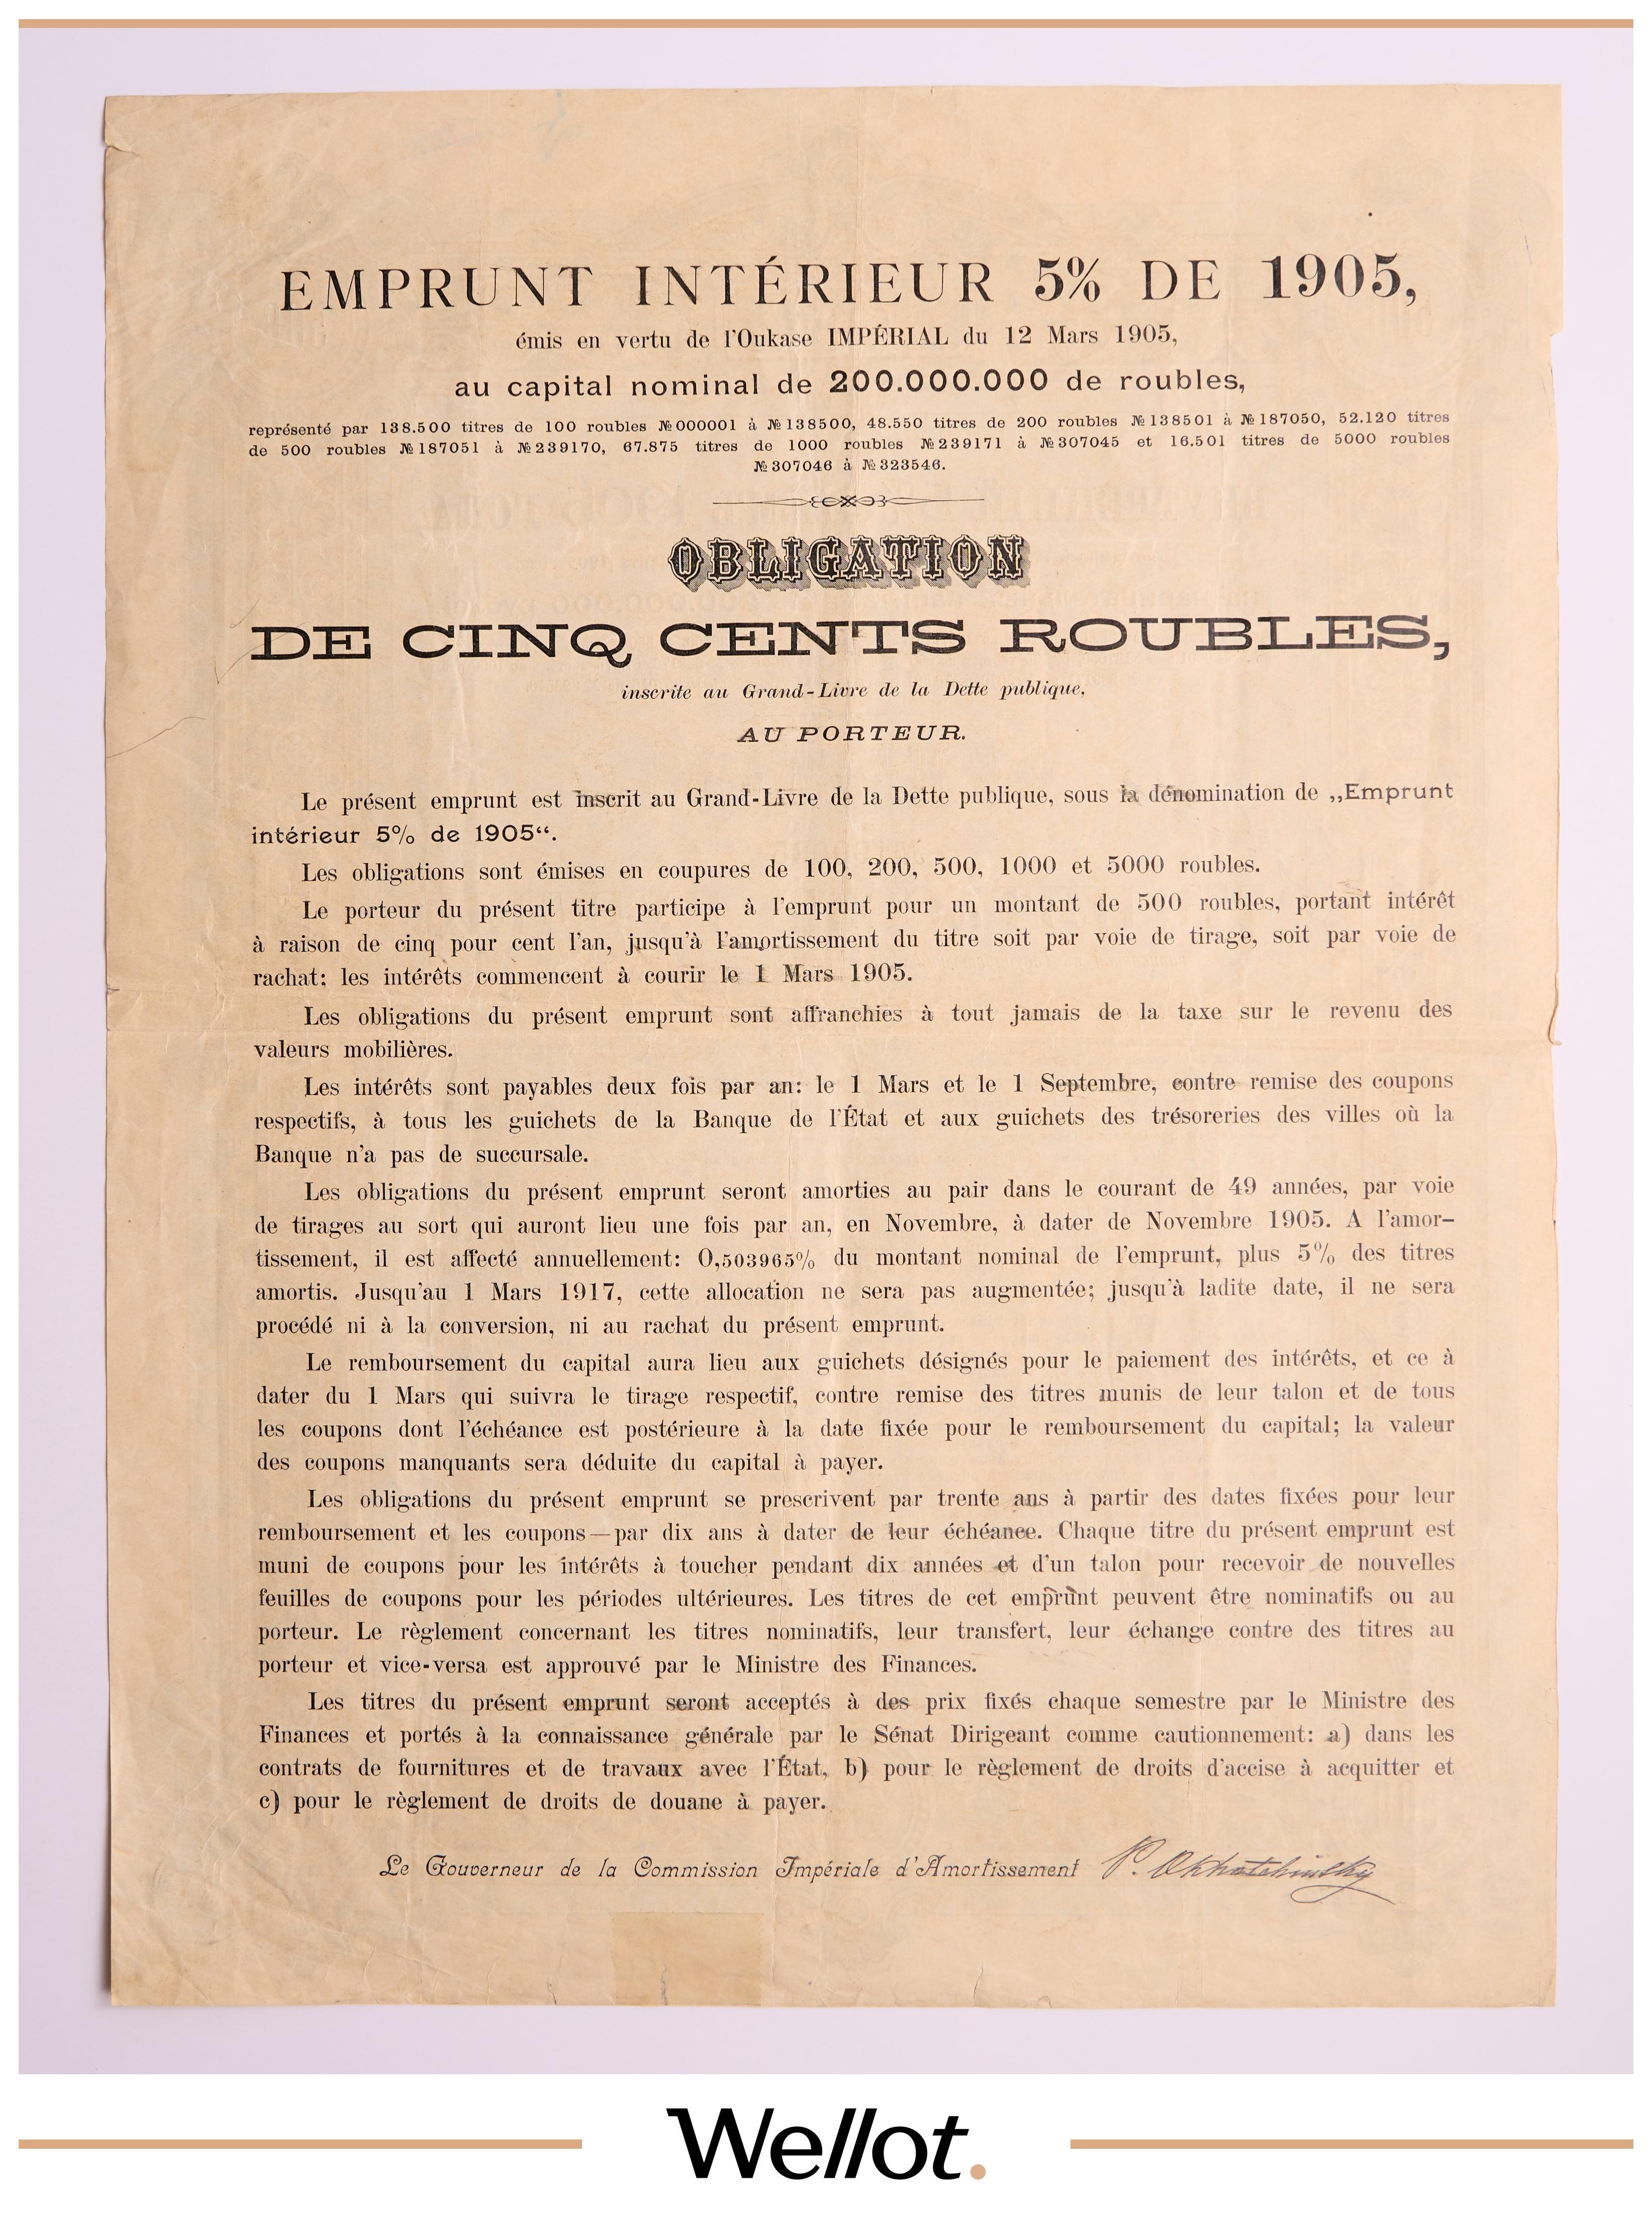 EMPRUNT INTÉRIEUR 5% DE 1905,
émis en vertu de l'Oukase IMPÉRIAL du 12 Mars 1905,
au capital nominal de 200.000.000 de roubles,
représenté par 138.500 titres de 100 roubles №000001 à №138500, 48.550 titres de 200 roubles №138501 à №187050, 52.120 titres
de 500 roubles №187051 à №239170, 67.875 titres de 1000 roubles №239171 à №307045 et 16.501 titres de 5000 roubles
№307046 à №323546.
OBLIGATION
DE CINQ CENTS ROUBLES,
inscrite au Grand-Livre de la Dette publique,
AU PORTEUR.
Le présent emprunt est inscrit au Grand-Livre de la Dette publique, sous la dénomination de „Emprunt
intérieur 5% de 1905“.
Les obligations sont émises en coupures de 100, 200, 500, 1000 et 5000 roubles.
Le porteur du présent titre participe à l'emprunt pour un montant de 500 roubles, portant intérêt
à raison de cinq pour cent l'an, jusqu'à l'amortissement du titre soit par voie de tirage, soit par voie de
rachat: les intérêts commencent à courir le 1 Mars 1905.
Les obligations du présent emprunt sont affranchies à tout jamais de la taxe sur le revenu des
valeurs mobilières.
Les intérêts sont payables deux fois par an: le 1 Mars et le 1 Septembre, contre remise des coupons
respectifs, à tous les guichets de la Banque de l'État et aux guichets des trésoreries des villes où la
Banque n'a pas de succursale.
Les obligations du présent emprunt seront amorties au pair dans le courant de 49 années, par voie
de tirages au sort qui auront lieu une fois par an, en Novembre, à dater de Novembre 1905. A l'amor-
tissement, il est affecté annuellement: 0,503965% du montant nominal de l'emprunt, plus 5% des titres
amortis. Jusqu'au 1 Mars 1917, cette allocation ne sera pas augmentée; jusqu'à ladite date, il ne sera
procédé ni à la conversion, ni au rachat du présent emprunt.
Le remboursement du capital aura lieu aux guichets désignés pour le paiement des intérêts, et ce à
dater du 1 Mars qui suivra le tirage respectif, contre remise des titres munis de leur talon et de tous
les coupons dont l'échéance est postérieure à la date fixée pour le remboursement du capital; la valeur
des coupons manquants sera déduite du capital à payer.
Les obligations du présent emprunt se prescrivent par trente ans à partir des dates fixées pour leur
remboursement et les coupons—par dix ans à dater de leur échéance. Chaque titre du présent emprunt est
muni de coupons pour les intérêts à toucher pendant dix années et d'un talon pour recevoir de nouvelles
feuilles de coupons pour les périodes ultérieures. Les titres de cet emprunt peuvent être nominatifs ou au
porteur. Le règlement concernant les titres nominatifs, leur transfert, leur échange contre des titres au
porteur et vice-versa est approuvé par le Ministre des Finances.
Les titres du présent emprunt seront acceptés à des prix fixés chaque semestre par le Ministre des
Finances et portés à la connaissance générale par le Sénat Dirigeant comme cautionnement: a) dans les
contrats de fournitures et de travaux avec l'État, b) pour le règlement de droits d'accise à acquitter et
c) pour le règlement de droits de douane à payer.
Le Gouverneur de la Commission Impériale d'Amortissement
Wellot.